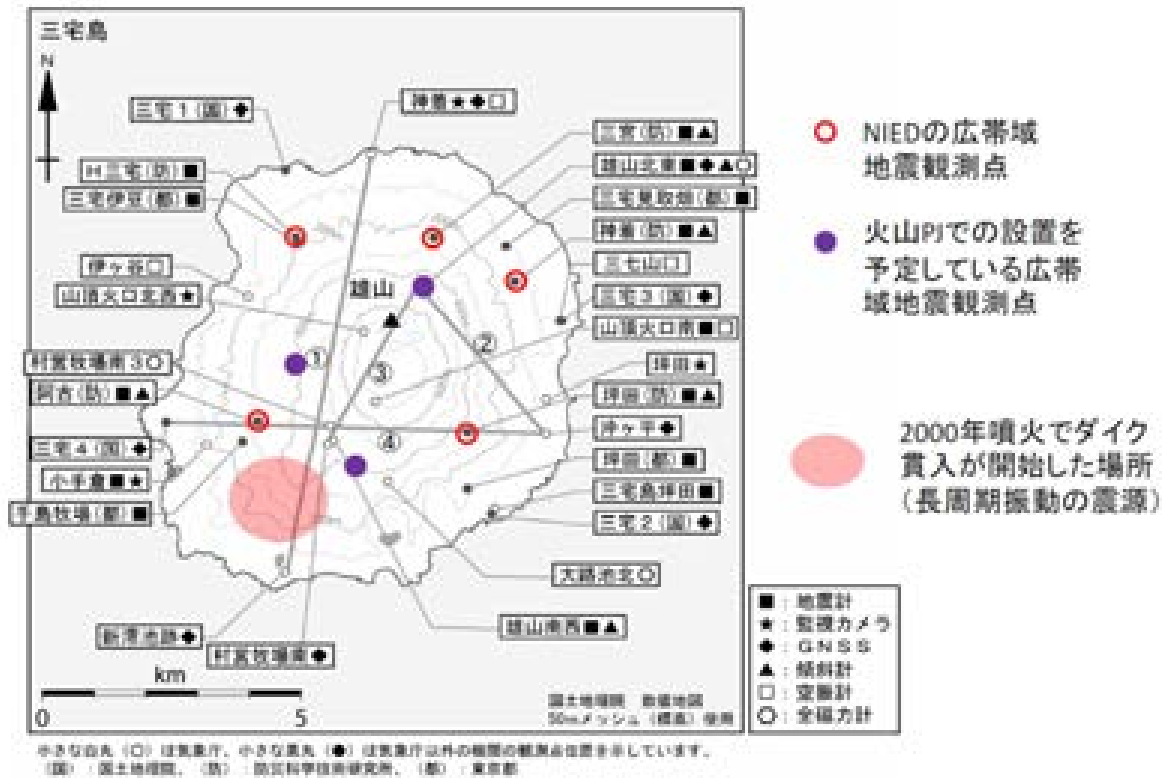 三宅島
N
三宅1(国)◆
神着★◆□
H三宅(防)■
三宅伊豆(都)■
三宮(防)■▲
雄山北東■◆▲○
三宅見取畑(都)■
神着(防)■▲
伊ヶ谷□
山頂火口北西★
雄山
三七山□
三宅3(国)◆
山頂火口南■□
村営牧場南3○
阿古(防)■▲
①
②
③
④
坪田★
坪田(防)■▲
沖ヶ平◆
三宅4(国)◆
小手倉■★
坪田(都)■
三宅島坪田■
三宅2(国)◆
大路池北○
新澪池跡◆
村営牧場南◆
雄山南西■▲
km
0
5
国土地理院 数値地図
50mメッシュ(標高)使用
NIEDの広帯域
地震観測点
火山PJでの設置を
予定している広帯
域地震観測点
2000年噴火でダイク
貫入が開始した場所
(長周期振動の震源)
■:地震計
★:監視カメラ
◆:GNSS
▲:傾斜計
□:空振計
○:全磁力計
小さな白丸(○)は気象庁、小さな黒丸(●)は気象庁以外の機関の観測点位置を示しています。
(国):国土地理院、(防):防災科学技術研究所、(都):東京都